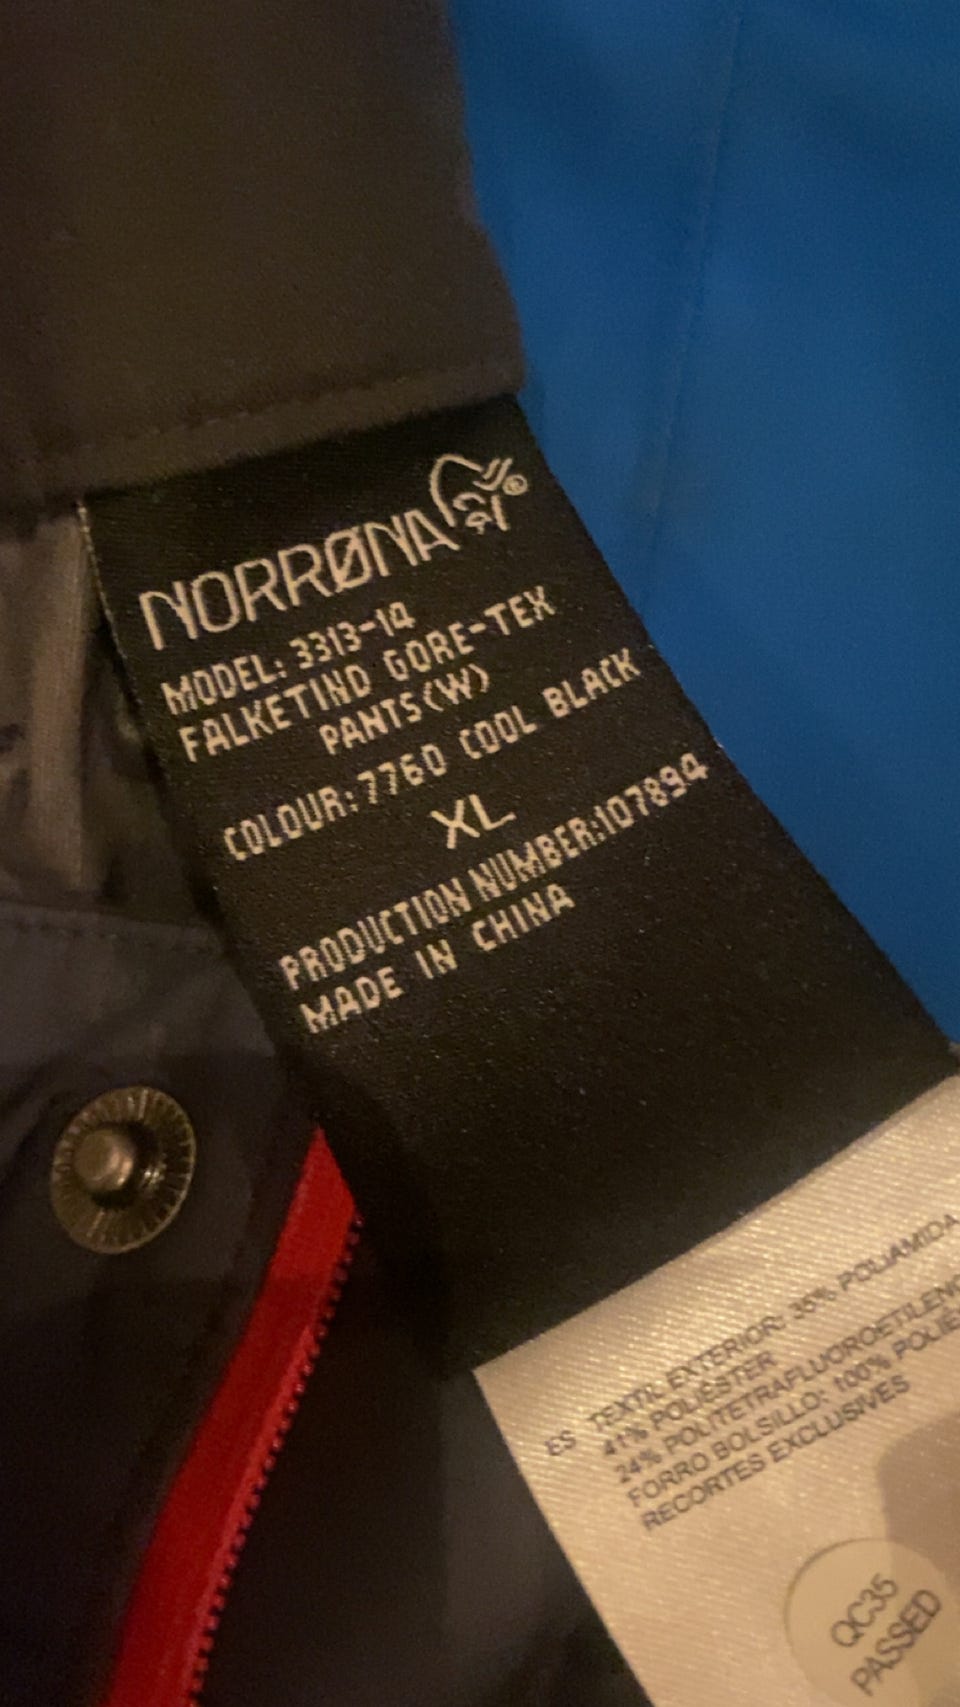 NORRØNA®
MODEL: 3313-14
FALKETIND GORE-TEX
PANTS(W)
COLOUR:7760 COOL BLACK
XL
PRODUCTION NUMBER:107894
MADE IN CHINA
ES TEXTIL EXTERIOR: 35% POLIAMIDA
41% POLIÉSTER
24% POLITETRAFLUOROETILENO
FORRO BOLSILLO: 100% POLIÉ
RECORTES EXCLUSIVES
QC35
PASSED